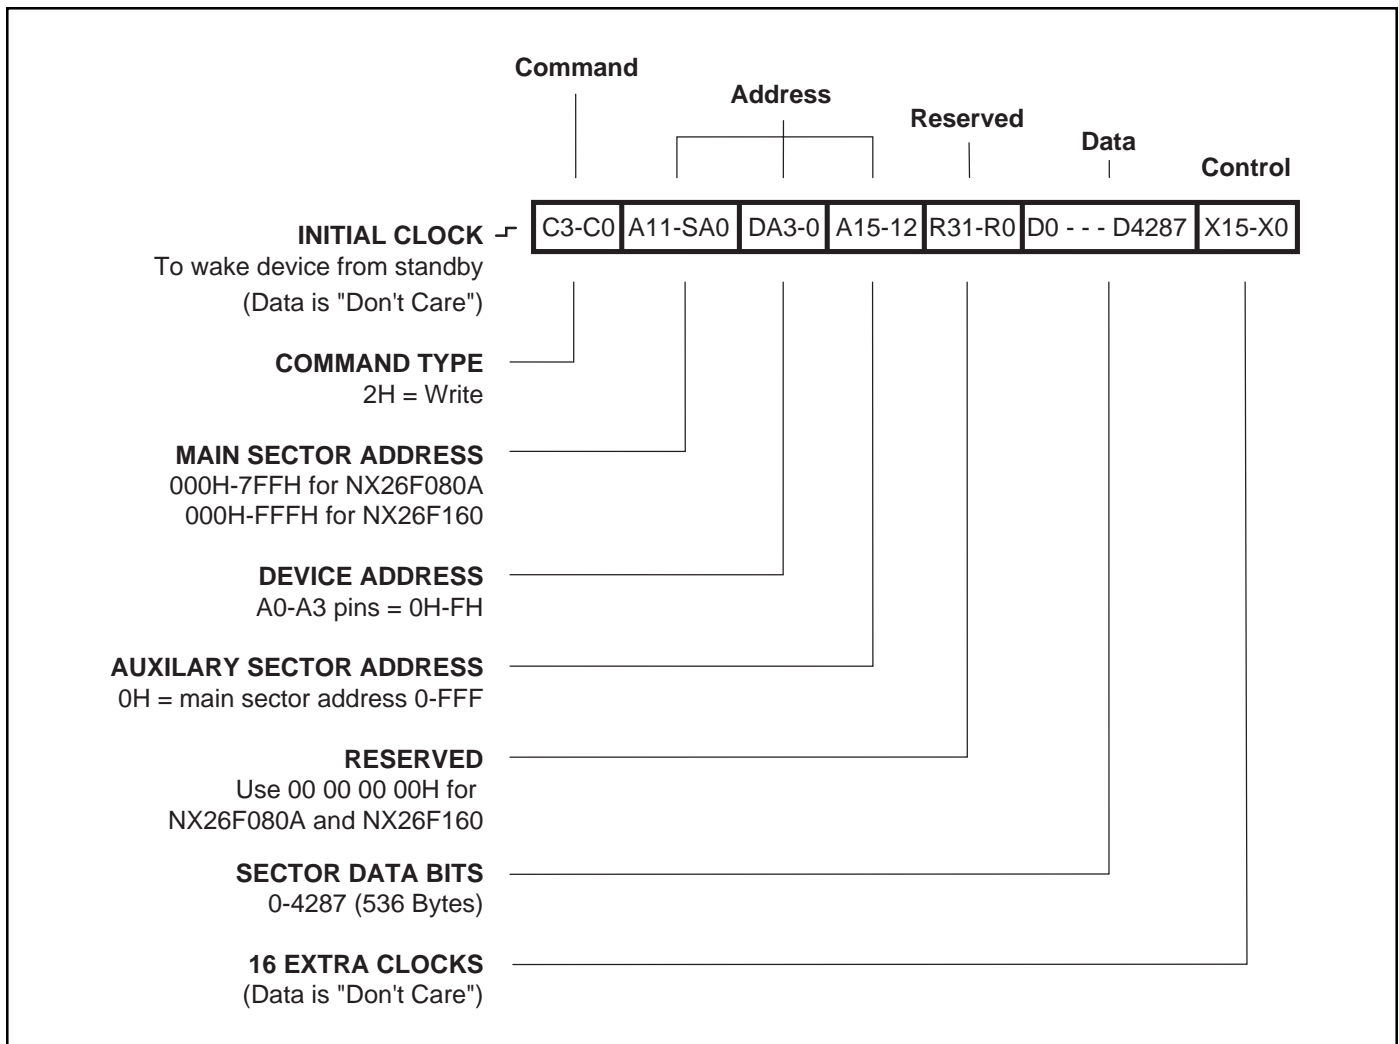 Command
Address
Reserved
Data
Control
C3-C0 A11-SA0 DA3-0 A15-12 R31-R0 D0 - - - D4287 X15-X0
INITIAL CLOCK
To wake device from standby
(Data is "Don't Care")
COMMAND TYPE
2H = Write
MAIN SECTOR ADDRESS
000H-7FFH for NX26F080A
000H-FFFH for NX26F160
DEVICE ADDRESS
A0-A3 pins = 0H-FH
AUXILARY SECTOR ADDRESS
0H = main sector address 0-FFF
RESERVED
Use 00 00 00 00H for
NX26F080A and NX26F160
SECTOR DATA BITS
0-4287 (536 Bytes)
16 EXTRA CLOCKS
(Data is "Don't Care")